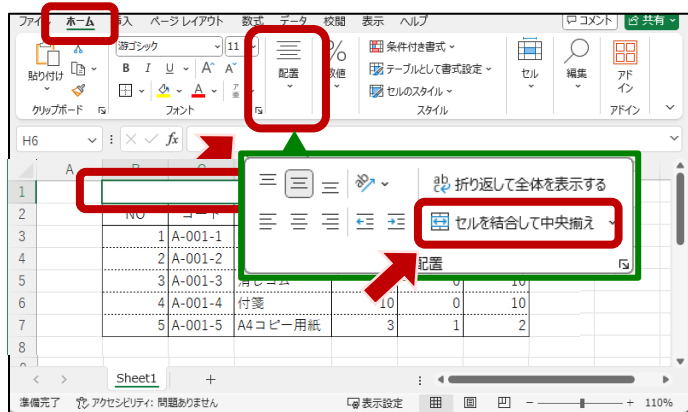 ファイル ホーム 挿入 ページ レイアウト 数式 データ 校閲 表示 ヘルプ コメント 共有
貼り付け
クリップボード
游ゴシック 11
B I U A A
フォント
配置
数値
条件付き書式
テーブルとして書式設定
セルのスタイル
スタイル
セル
編集
アド
イン
アドイン
H6 fx
A
1
2 NO コード
3 1 A-001-1
4 2 A-001-2
5 3 A-001-3 消しゴム 10 0 10
6 4 A-001-4 付箋 10 0 10
7 5 A-001-5 A4コピー用紙 3 1 2
8
ab 折り返して全体を表示する
セルを結合して中央揃え
配置
Sheet1 +
準備完了 アクセシビリティ: 問題ありません 表示設定 - + 110%